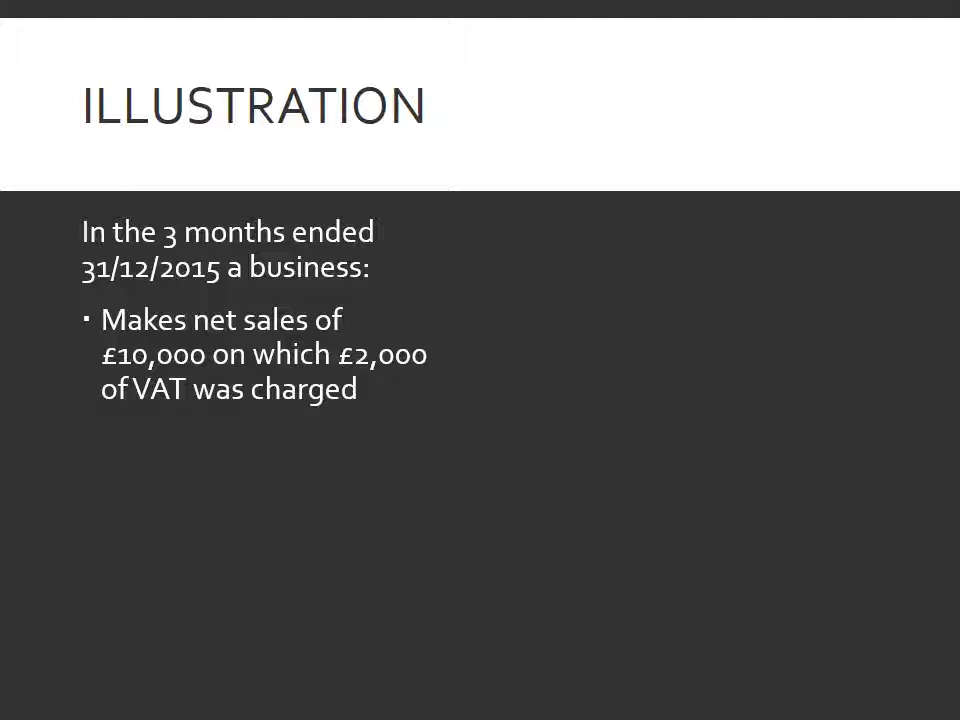 ILLUSTRATION
In the 3 months ended
31/12/2015 a business:
▪ Makes net sales of
£10,000 on which £2,000
of VAT was charged